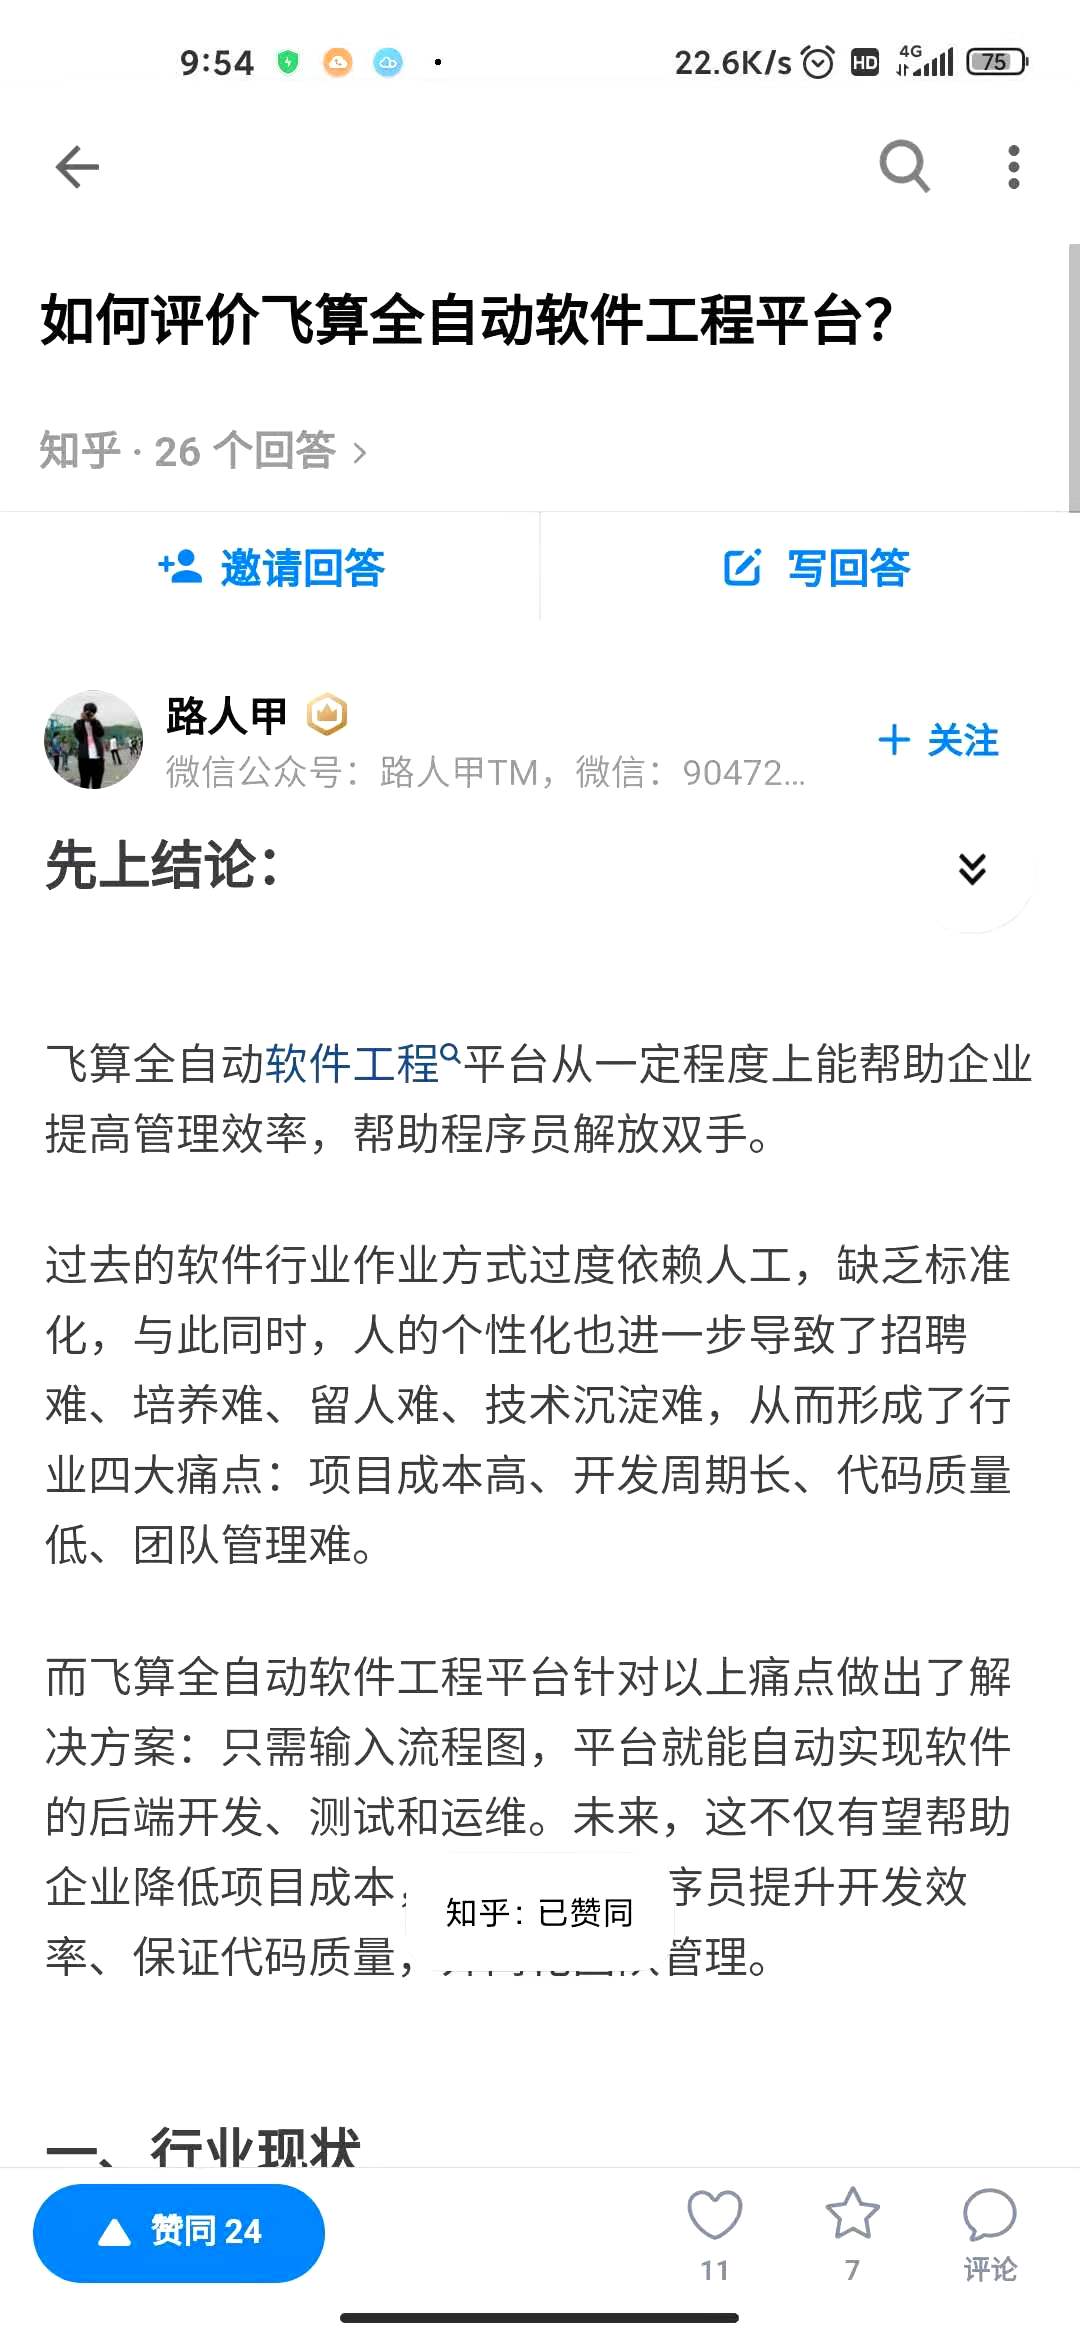 9:54
22.6K/s HD 4G 75
如何评价飞算全自动软件工程平台?
知乎 · 26 个回答 >
邀请回答
写回答
路人甲
+ 关注
微信公众号：路人甲TM，微信：90472...
先上结论：
飞算全自动软件工程平台从一定程度上能帮助企业
提高管理效率，帮助程序员解放双手。
过去的软件行业作业方式过度依赖人工，缺乏标准
化，与此同时，人的个性化也进一步导致了招聘
难、培养难、留人难、技术沉淀难，从而形成了行
业四大痛点：项目成本高、开发周期长、代码质量
低、团队管理难。
而飞算全自动软件工程平台针对以上痛点做出了解
决方案：只需输入流程图，平台就能自动实现软件
的后端开发、测试和运维。未来，这不仅有望帮助
企业降低项目成本，
序员提升开发效
知乎：已赞同
率、保证代码质量，
管理。
一、行业现状
赞同 24
11
7
评论